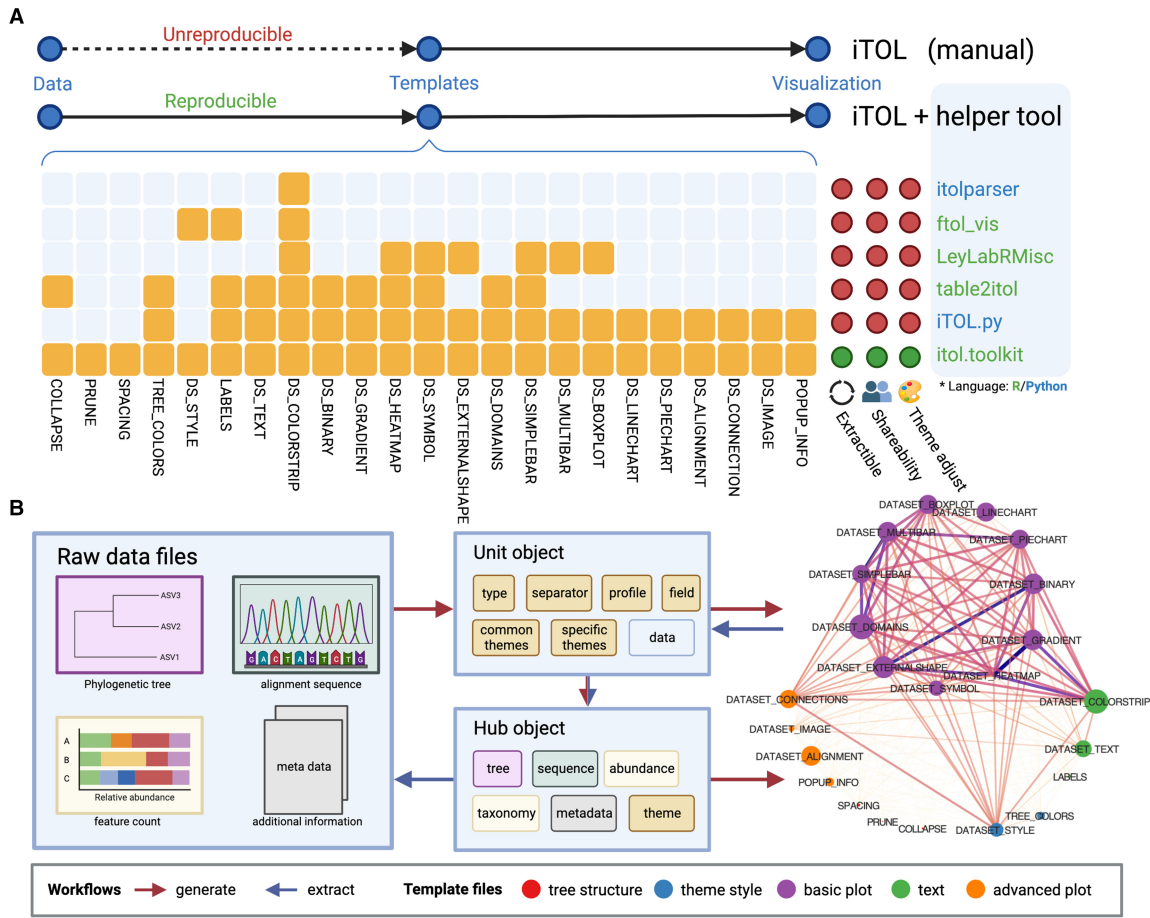 A
Unreproducible
iTOL (manual)
Data
Templates
Visualization
Reproducible
iTOL + helper tool
itolparser
ftol_vis
LeyLabRMisc
table2itol
iTOL.py
itol.toolkit
* Language: R/Python
COLLAPSE
PRUNE
SPACING
TREE_COLORS
DS_STYLE
LABELS
DS_TEXT
DS_COLORSTRIP
DS_BINARY
DS_GRADIENT
DS_HEATMAP
DS_SYMBOL
DS_EXTERNALSHAPE
DS_DOMAINS
DS_SIMPLEBAR
DS_MULTIBAR
DS_BOXPLOT
DS_LINECHART
DS_PIECHART
DS_ALIGNMENT
DS_CONNECTION
DS_IMAGE
POPUP_INFO
Extractible
Shareability
Theme adjust
B
Raw data files
ASV3
ASV2
ASV1
Phylogenetic tree
G A C T A G T C T G
alignment sequence
A
B
C
Relative abundance
feature count
meta data
additional information
Unit object
type
separator
profile
field
common
themes
specific
themes
data
Hub object
tree
sequence
abundance
taxonomy
metadata
theme
DATASET_BOXPLOT
DATASET_LINECHART
DATASET_MULTIBAR
DATASET_PIECHART
DATASET_SIMPLEBAR
DATASET_BINARY
DATASET_DOMAINS
DATASET_GRADIENT
DATASET_EXTERNALSHAPE
DATASET_HEATMAP
DATASET_SYMBOL
DATASET_CONNECTIONS
DATASET_COLORSTRIP
DATASET_IMAGE
DATASET_TEXT
DATASET_ALIGNMENT
LABELS
POPUP_INFO
SPACING
TREE_COLORS
PRUNE
COLLAPSE
DATASET_STYLE
Workflows
generate
extract
Template files
tree structure
theme style
basic plot
text
advanced plot